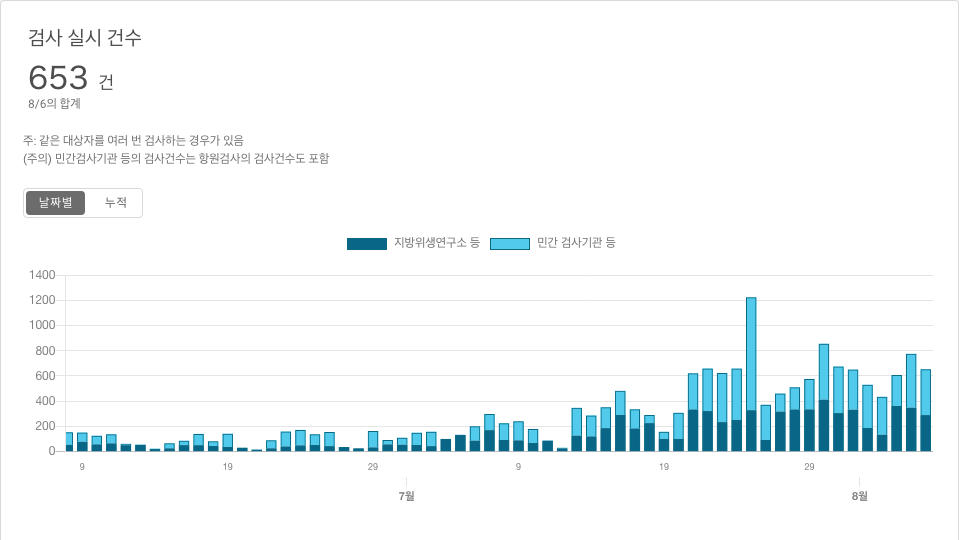 검사 실시 건수
653 건
8/6의 합계
주: 같은 대상자를 여러 번 검사하는 경우가 있음
(주의) 민간검사기관 등의 검사건수는 항원검사의 검사건수도 포함
날짜별 누적
지방위생연구소 등 민간 검사기관 등
1400
1200
1000
800
600
400
200
0
9 19 29 9 19 29
7월 8월